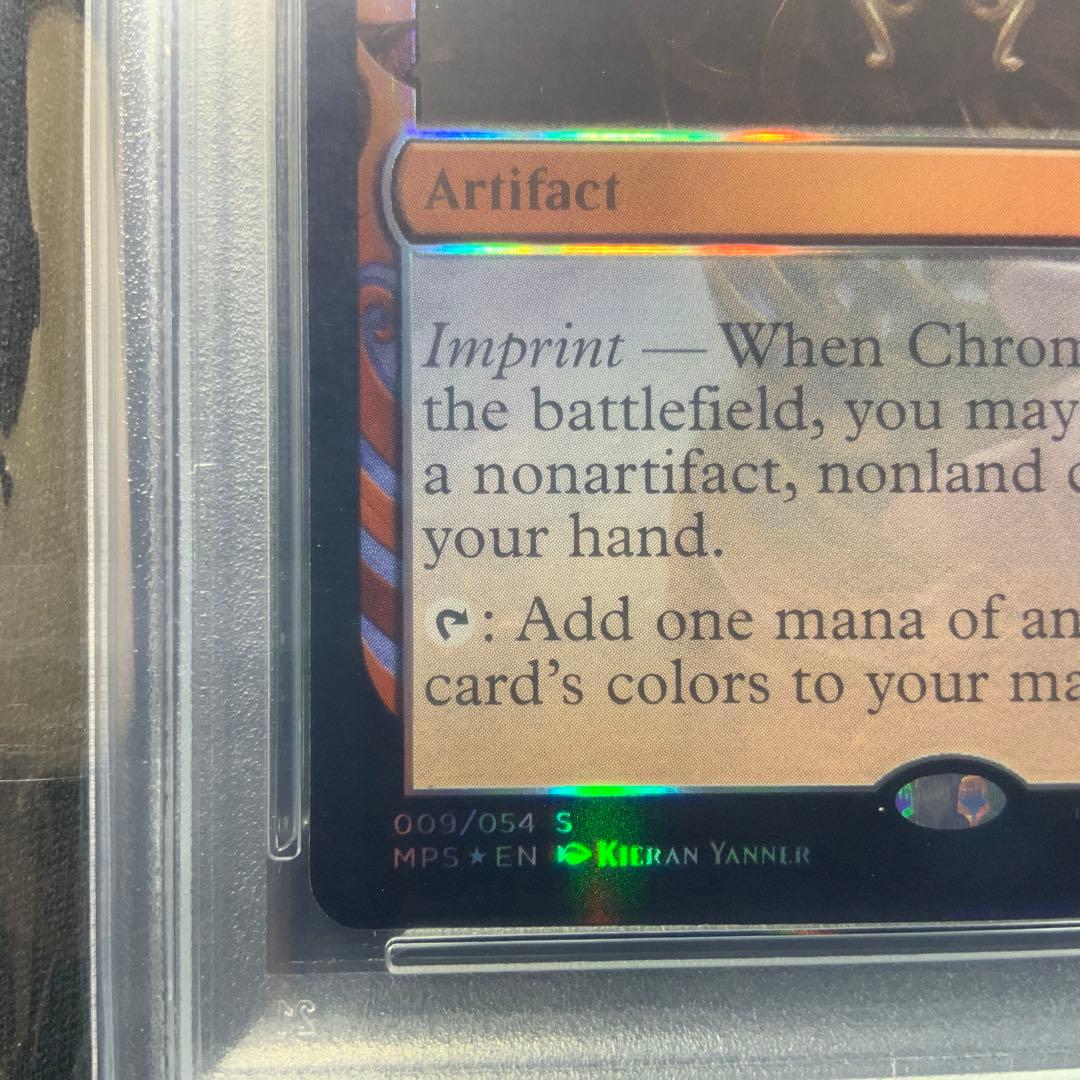 Artifact
Imprint — When Chrom
the battlefield, you may
a nonartifact, nonland c
your hand.
: Add one mana of an
card's colors to your ma
009/054 S
MPS★EN KIERAN YANNER